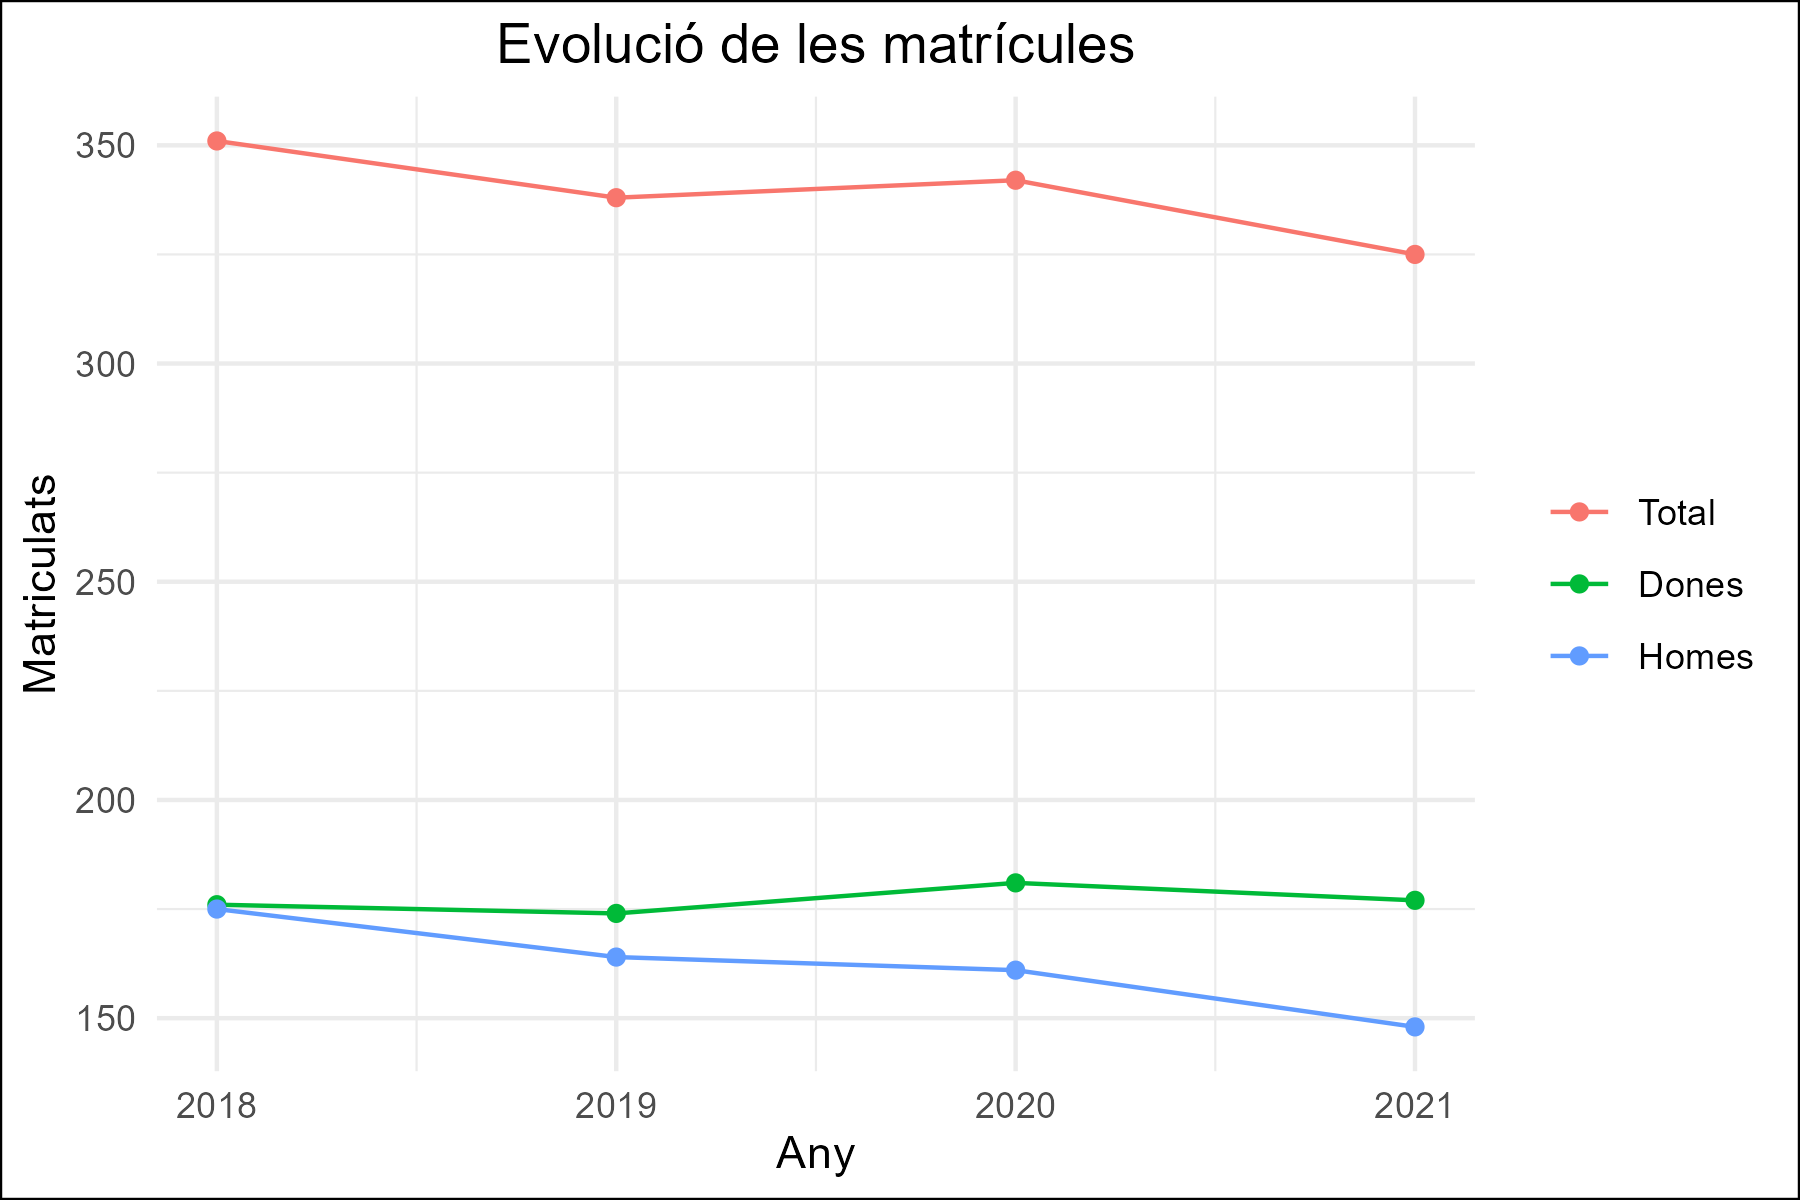 Evolució de les matrícules
350
300
250
200
150
Matriculats
2018
2019
2020
2021
Any
Total
Dones
Homes